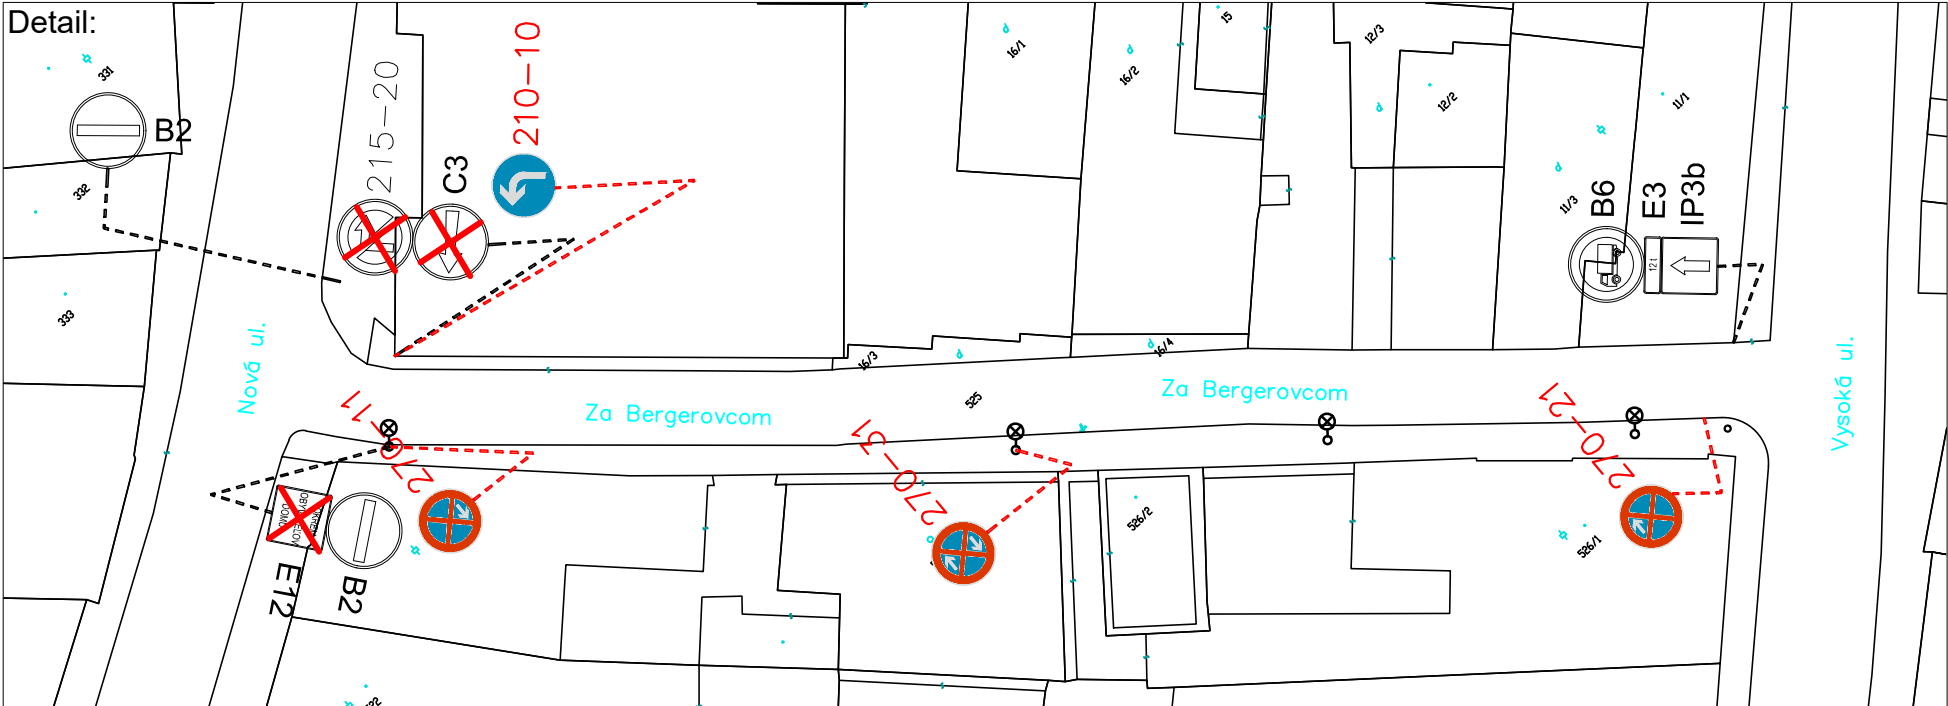 Detail:
331
B2
332
333
215-20
C3
210-10
16/1
16/2
15
12/3
12/2
11/1
11/3
B6
E3
IP3b
12 t
Nová ul.
16/3
16/4
525
Za Bergerovcom
Za Bergerovcom
Vysoká ul.
270-11
270-31
270-21
E12
B2
526/2
526/1